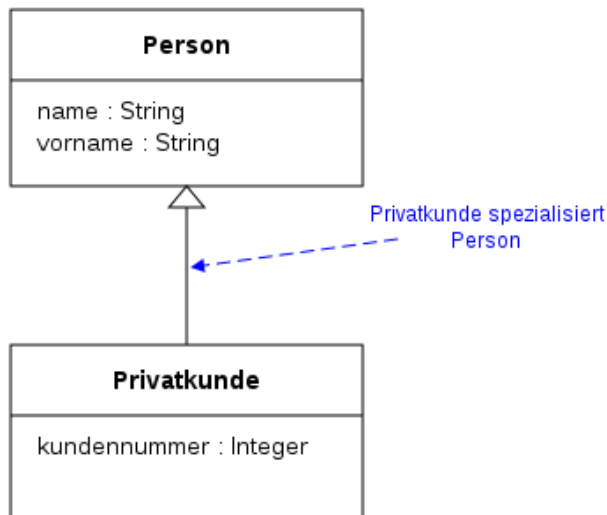 Person
name : String
vorname : String
Privatkunde spezialisiert
Person
Privatkunde
kundennummer : Integer